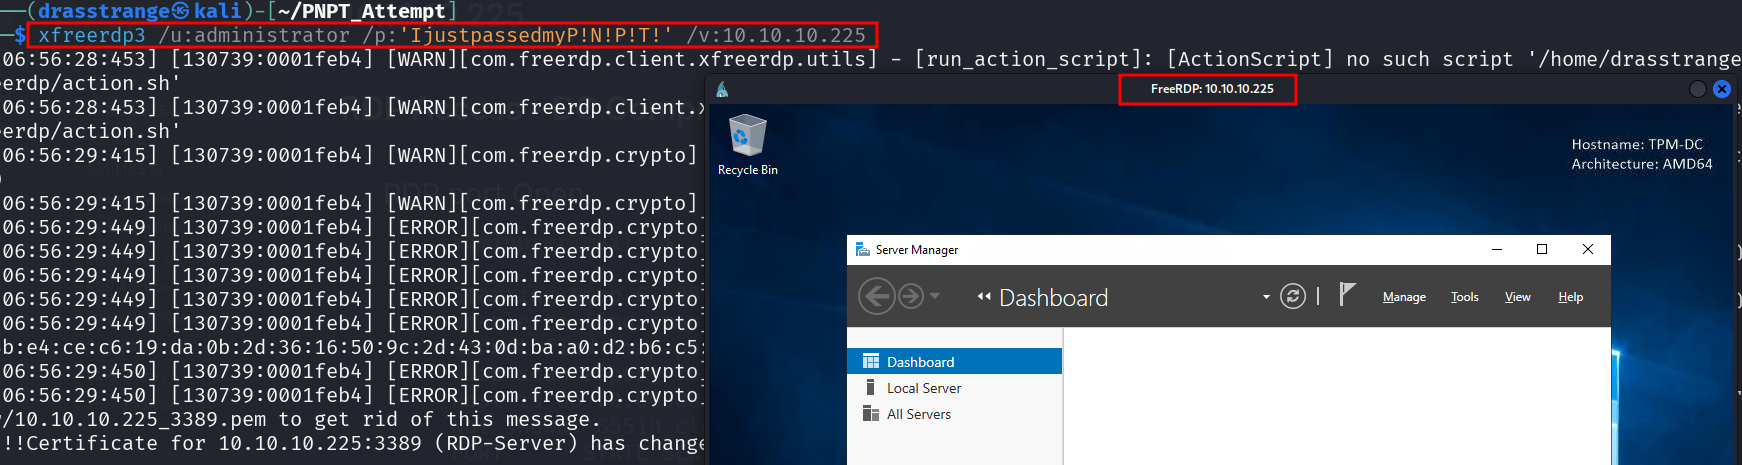 (drasstrange㉿kali)-[~/PNPT_Attempt]
$ xfreerdp3 /u:administrator /p:'IjustpassedmyP!N!P!T!' /v:10.10.10.225
06:56:28:453] [130739:0001feb4] [WARN][com.freerdp.client.xfreerdp.utils] - [run_action_script]: [ActionScript] no such script '/home/drasstrange
eerdp/action.sh'
06:56:28:453] [130739:0001feb4] [WARN][com.freerdp.client.x
eerdp/action.sh'
06:56:29:415] [130739:0001feb4] [WARN][com.freerdp.crypto]
06:56:29:415] [130739:0001feb4] [WARN][com.freerdp.crypto]
06:56:29:449] [130739:0001feb4] [ERROR][com.freerdp.crypto]
06:56:29:449] [130739:0001feb4] [ERROR][com.freerdp.crypto]
06:56:29:449] [130739:0001feb4] [ERROR][com.freerdp.crypto]
06:56:29:449] [130739:0001feb4] [ERROR][com.freerdp.crypto]
06:56:29:449] [130739:0001feb4] [ERROR][com.freerdp.crypto]
b:e4:ce:c6:19:da:0b:2d:36:16:50:9c:2d:43:0d:ba:a0:d2:b6:c5:
06:56:29:450] [130739:0001feb4] [ERROR][com.freerdp.crypto]
06:56:29:450] [130739:0001feb4] [ERROR][com.freerdp.crypto]
/10.10.10.225_3389.pem to get rid of this message.
!!Certificate for 10.10.10.225:3389 (RDP-Server) has change
FreeRDP: 10.10.10.225
Recycle Bin
Hostname: TPM-DC
Architecture: AMD64
Server Manager
Dashboard
Manage Tools View Help
Dashboard
Local Server
All Servers